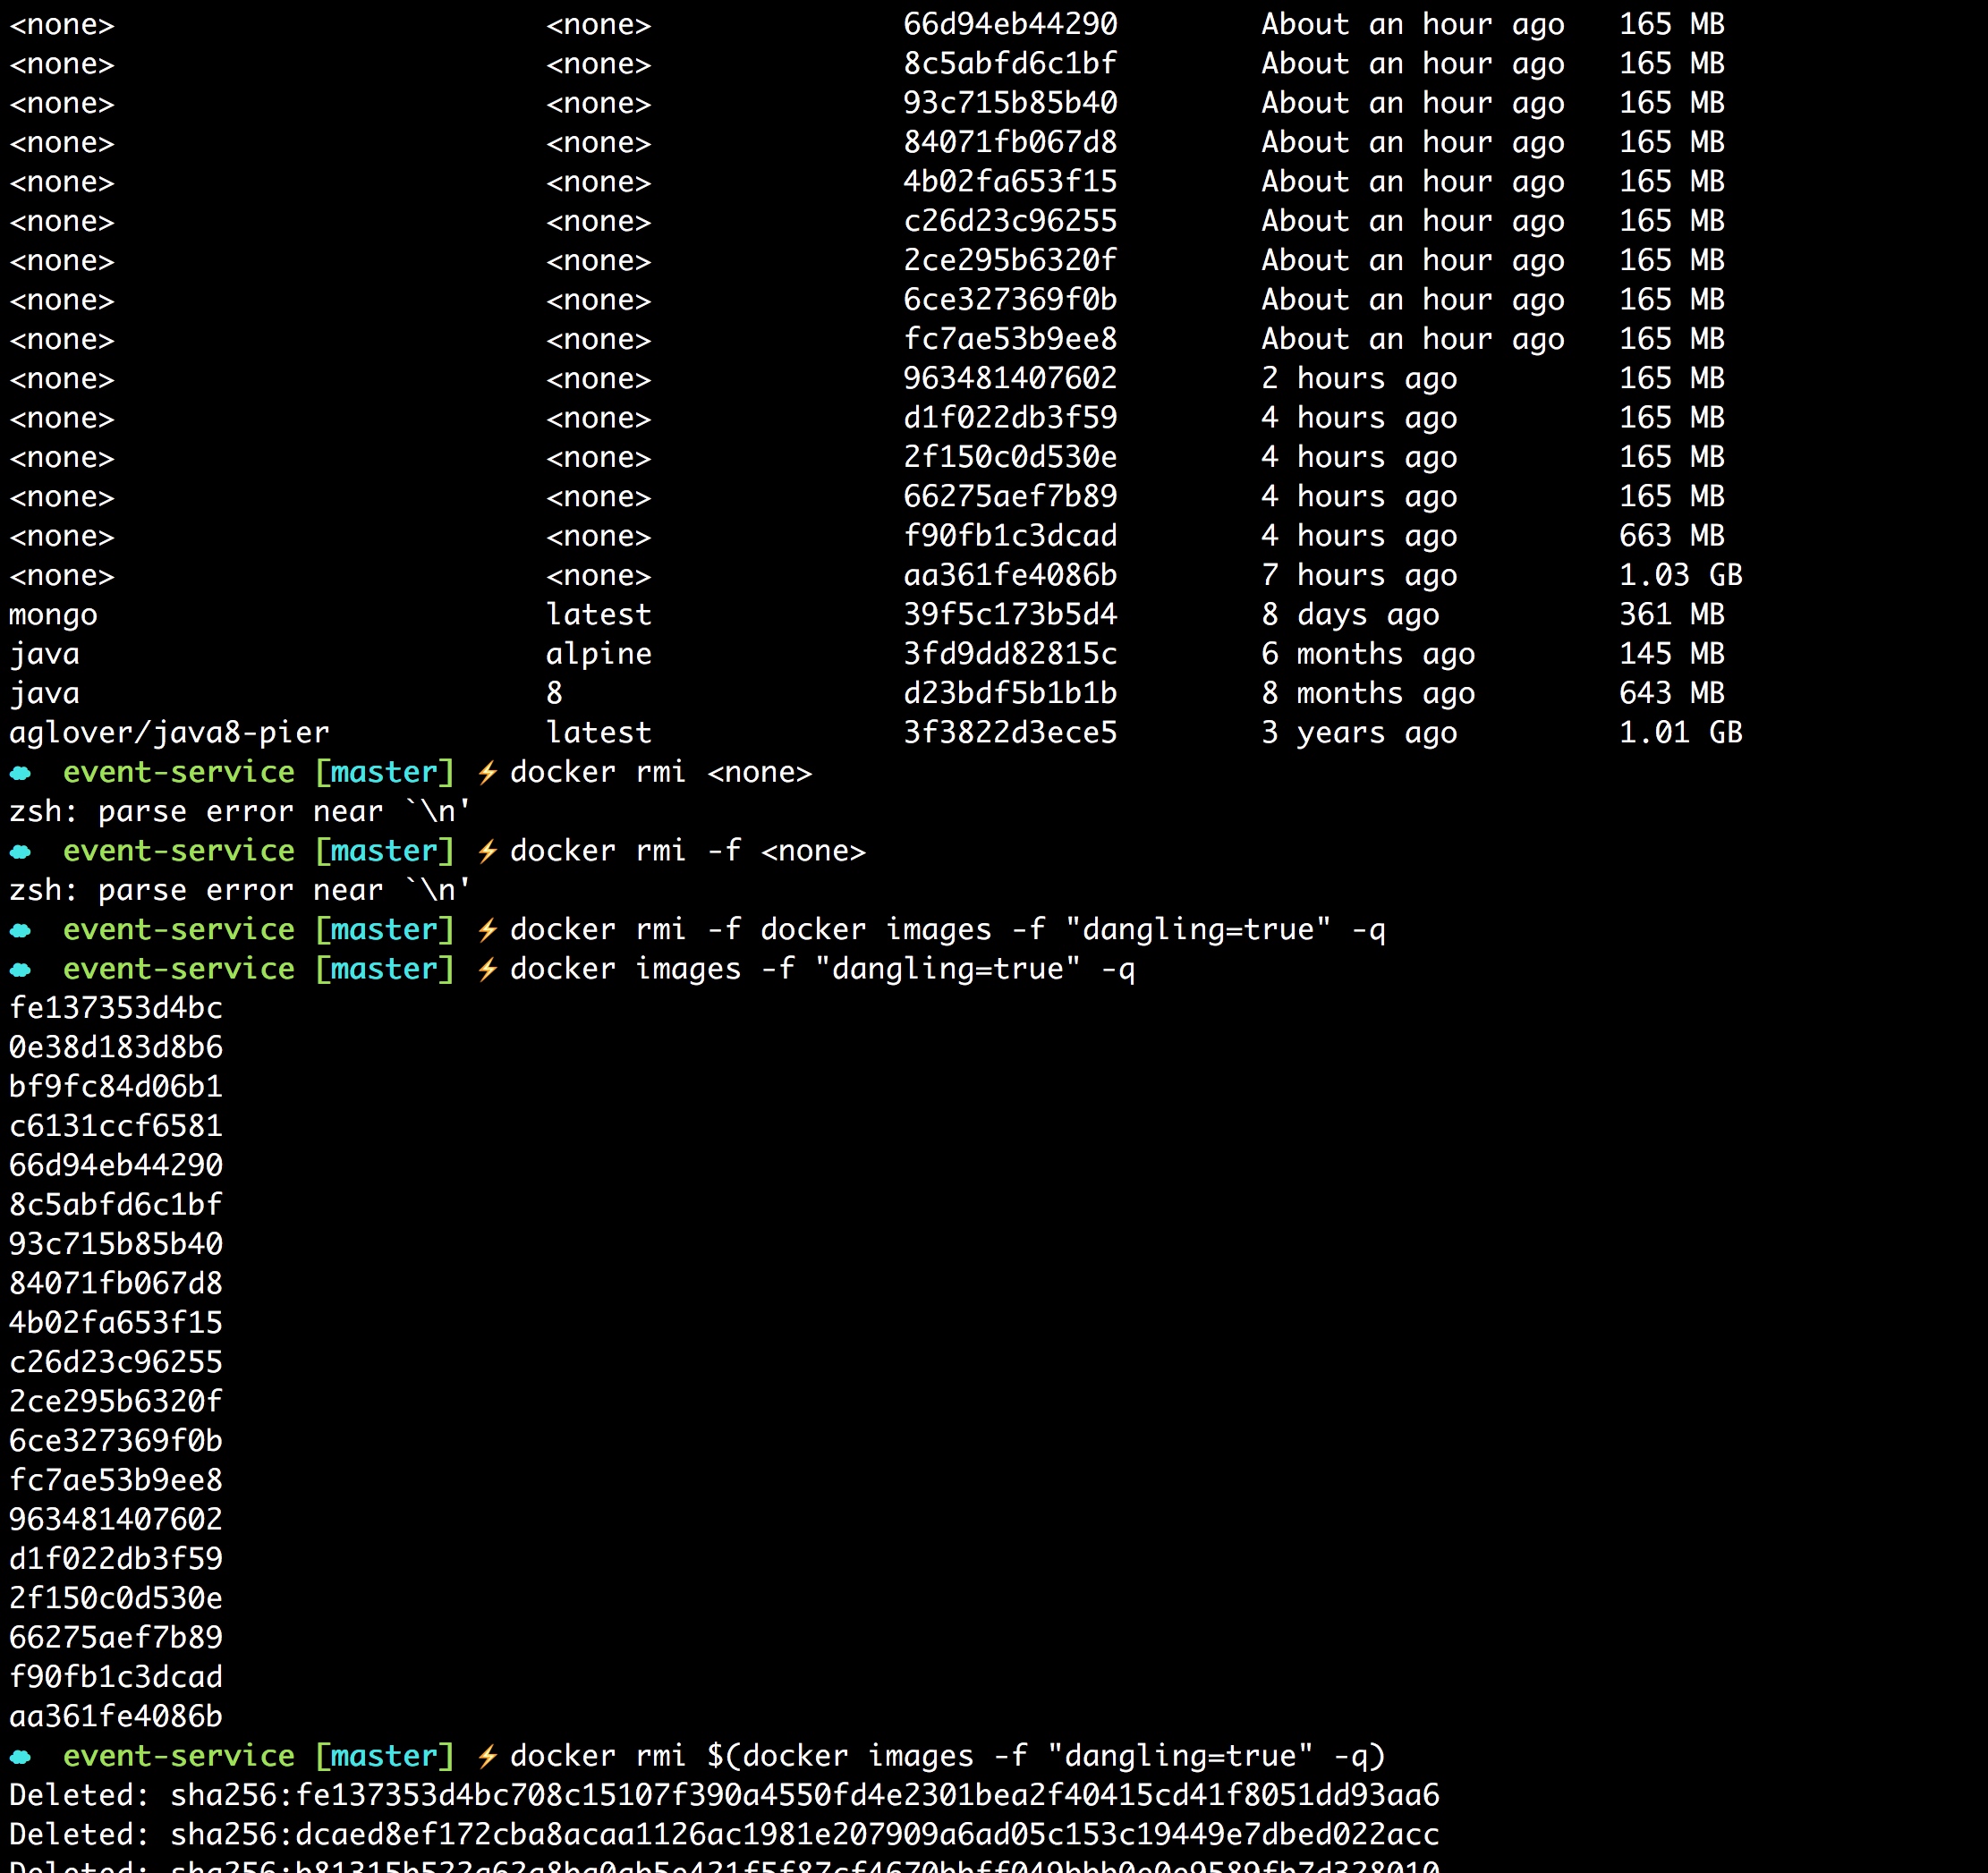 <none> <none> 66d94eb44290 About an hour ago 165 MB
<none> <none> 8c5abfd6c1bf About an hour ago 165 MB
<none> <none> 93c715b85b40 About an hour ago 165 MB
<none> <none> 84071fb067d8 About an hour ago 165 MB
<none> <none> 4b02fa653f15 About an hour ago 165 MB
<none> <none> c26d23c96255 About an hour ago 165 MB
<none> <none> 2ce295b6320f About an hour ago 165 MB
<none> <none> 6ce327369f0b About an hour ago 165 MB
<none> <none> fc7ae53b9ee8 About an hour ago 165 MB
<none> <none> 963481407602 2 hours ago 165 MB
<none> <none> d1f022db3f59 4 hours ago 165 MB
<none> <none> 2f150c0d530e 4 hours ago 165 MB
<none> <none> 66275aef7b89 4 hours ago 165 MB
<none> <none> f90fb1c3dcad 4 hours ago 663 MB
<none> <none> aa361fe4086b 7 hours ago 1.03 GB
mongo latest 39f5c173b5d4 8 days ago 361 MB
java alpine 3fd9dd82815c 6 months ago 145 MB
java 8 d23bdf5b1b1b 8 months ago 643 MB
aglover/java8-pier latest 3f3822d3ece5 3 years ago 1.01 GB
event-service [master] ⚡ docker rmi <none>
zsh: parse error near `\n'
event-service [master] ⚡ docker rmi -f <none>
zsh: parse error near `\n'
event-service [master] ⚡ docker rmi -f docker images -f "dangling=true" -q
event-service [master] ⚡ docker images -f "dangling=true" -q
fe137353d4bc
0e38d183d8b6
bf9fc84d06b1
c6131ccf6581
66d94eb44290
8c5abfd6c1bf
93c715b85b40
84071fb067d8
4b02fa653f15
c26d23c96255
2ce295b6320f
6ce327369f0b
fc7ae53b9ee8
963481407602
d1f022db3f59
2f150c0d530e
66275aef7b89
f90fb1c3dcad
aa361fe4086b
event-service [master] ⚡ docker rmi $(docker images -f "dangling=true" -q)
Deleted: sha256:fe137353d4bc708c15107f390a4550fd4e2301bea2f40415cd41f8051dd93aa6
Deleted: sha256:dcaed8ef172cba8acaa1126ac1981e207909a6ad05c153c19449e7dbed022acc
Deleted: